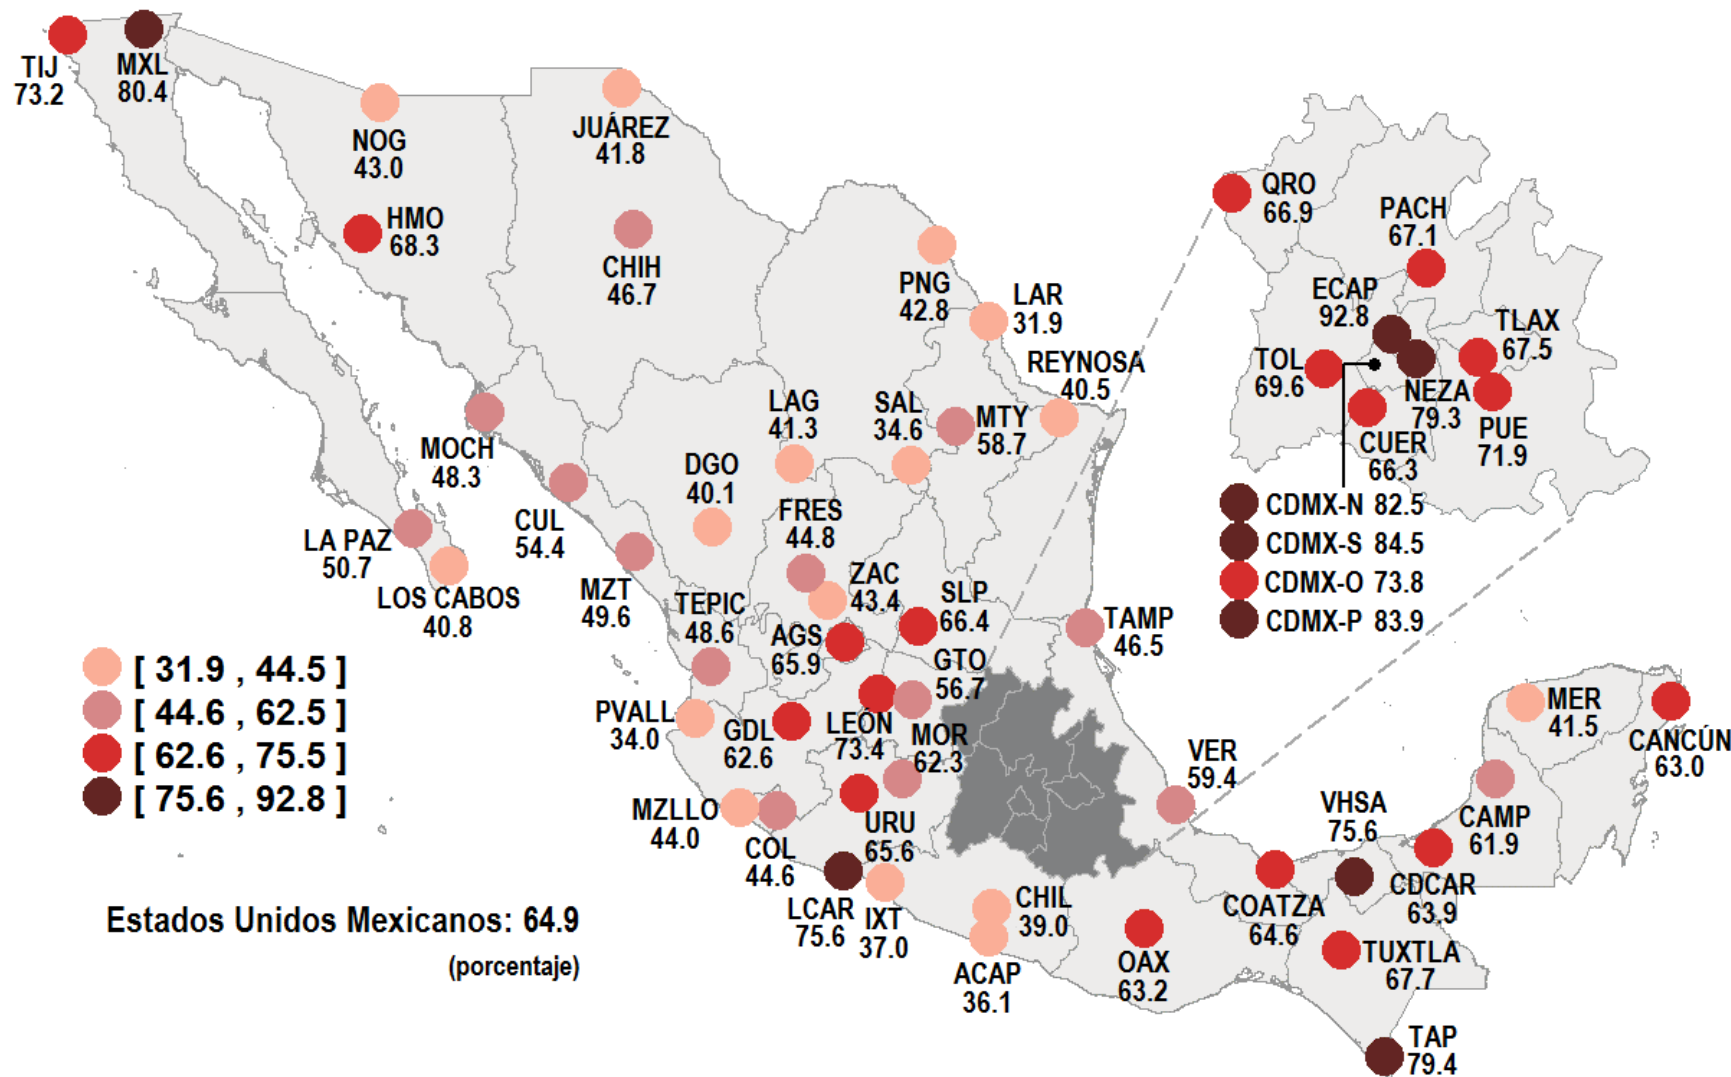 TIJ
73.2
MXL
80.4
NOG
43.0
JUÁREZ
41.8
HMO
68.3
CHIH
46.7
PNG
42.8
LAR
31.9
REYNOSA
40.5
QRO
66.9
PACH
67.1
ECAP
92.8
TLAX
67.5
TOL
69.6
NEZA
79.3
CUER
66.3
PUE
71.9
CDMX-N 82.5
CDMX-S 84.5
CDMX-O 73.8
CDMX-P 83.9
MOCH
48.3
LAG
41.3
SAL
34.6
MTY
58.7
DGO
40.1
CUL
54.4
FRES
44.8
LA PAZ
50.7
LOS CABOS
40.8
MZT
49.6
ZAC
43.4
SLP
66.4
TAMP
46.5
TEPIC
48.6
AGS
65.9
GTO
56.7
PVALL
34.0
GDL
62.6
LEÓN
73.4
MOR
62.3
VER
59.4
MER
41.5
CANCÚN
63.0
[ 31.9 , 44.5 ]
[ 44.6 , 62.5 ]
[ 62.6 , 75.5 ]
[ 75.6 , 92.8 ]
MZLLO
44.0
COL
44.6
URU
65.6
VHSA
75.6
CAMP
61.9
CDCAR
63.9
LCAR
75.6
IXT
37.0
CHIL
39.0
ACAP
36.1
OAX
63.2
COATZA
64.6
TUXTLA
67.7
TAP
79.4
Estados Unidos Mexicanos: 64.9
(porcentaje)